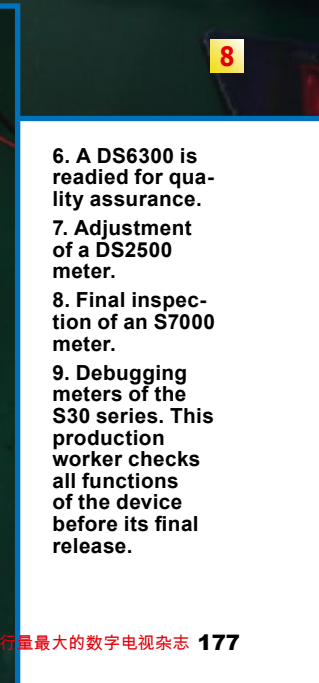 8
6. A DS6300 is
readied for qua-
lity assurance.
7. Adjustment
of a DS2500
meter.
8. Final inspec-
tion of an S7000
meter.
9. Debugging
meters of the
S30 series. This
production
worker checks
all functions
of the device
before its final
release.
行量最大的数字电视杂志 177